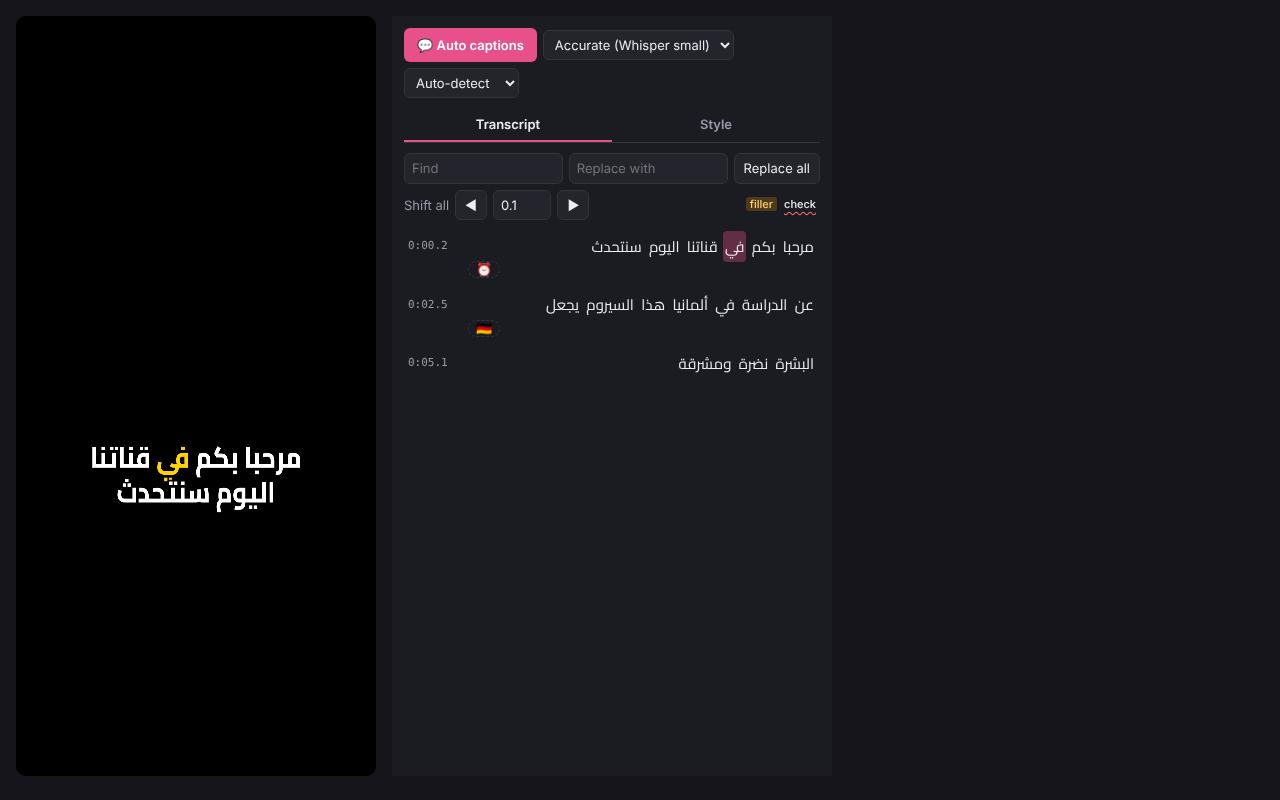 مرحبا بكم في قناتنا
اليوم سنتحدث
💬 Auto captions
Accurate (Whisper small)
Auto-detect
Transcript
Style
Find
Replace with
Replace all
Shift all
◀
0.1
▶
filler
check
0:00.2
مرحبا بكم في قناتنا اليوم سنتحدث
⏰
0:02.5
عن الدراسة في ألمانيا هذا السيروم يجعل
🇩🇪
0:05.1
البشرة نضرة ومشرقة